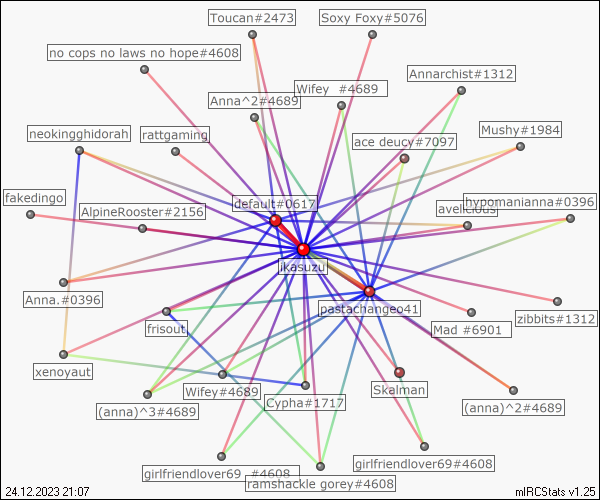 Toucan#2473
Soxy Foxy#5076
no cops no laws no hope#4608
Annarchist#1312
Wifey  #4689
Anna^2#4689
Mushy#1984
neokingghidorah
rattgaming
ace deucy#7097
fakedingo
default#0617
hypomanianna#0396
AlpineRooster#2156
avelicious
ikasuzu
Anna.#0396
pastachangeo41
zibbits#1312
frisout
Mad #6901
xenoyaut
Wifey#4689
Skalman
Cypha#1717
(anna)^3#4689
(anna)^2#4689
girlfriendlover69  #4608
girlfriendlover69#4608
ramshackle gorey#4608
24.12.2023 21:07
mIRCStats v1.25